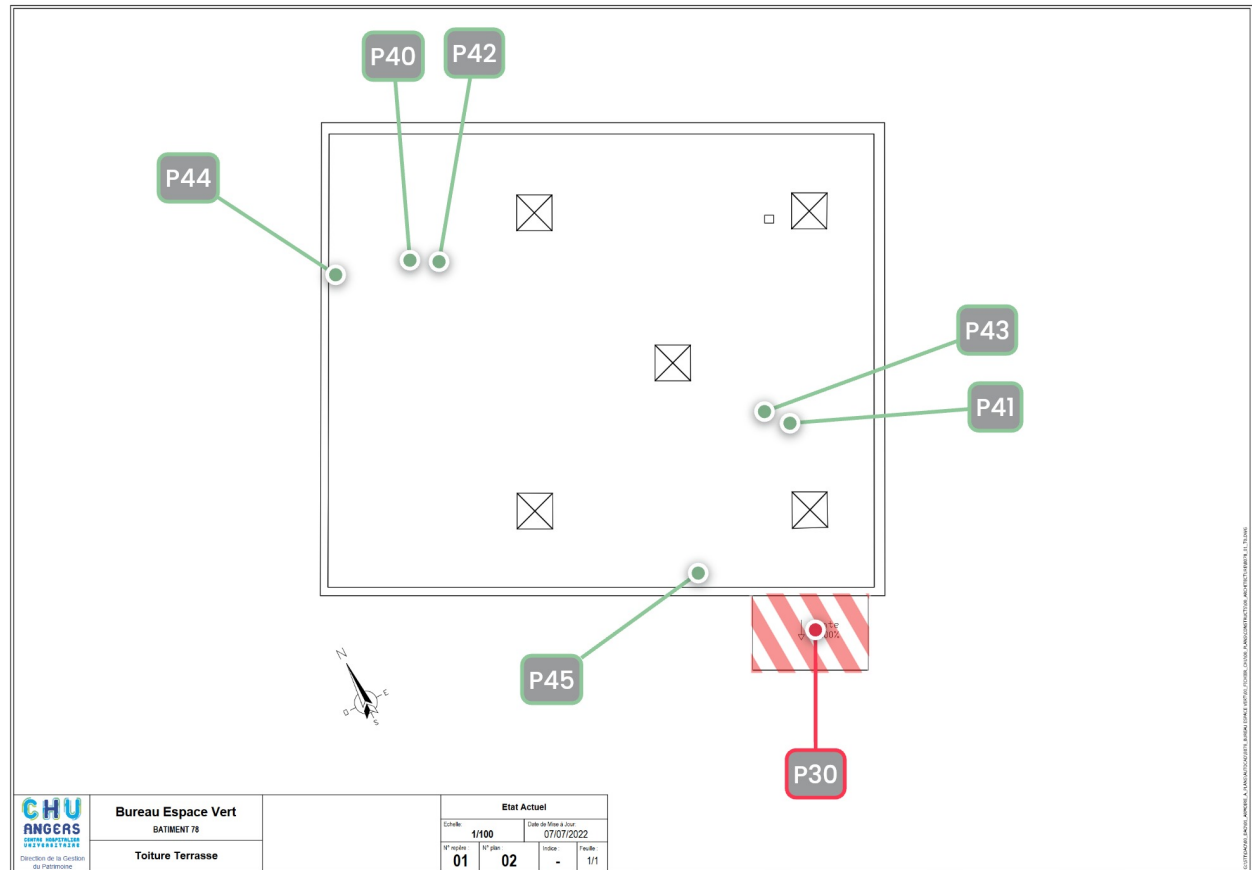 P40
P42
P44
P43
P41
P45
P30
N
E
O
S
CHU
ANGERS
CENTRE HOSPITALIER
UNIVERSITAIRE
Direction de la Gestion
du Patrimoine
Bureau Espace Vert
BATIMENT 78
Toiture Terrasse
Etat Actuel
Echelle:
1/100
Date de Mise à Jour:
07/07/2022
N° repère :
01
N° plan :
02
Indice :
-
Feuille :
1/1